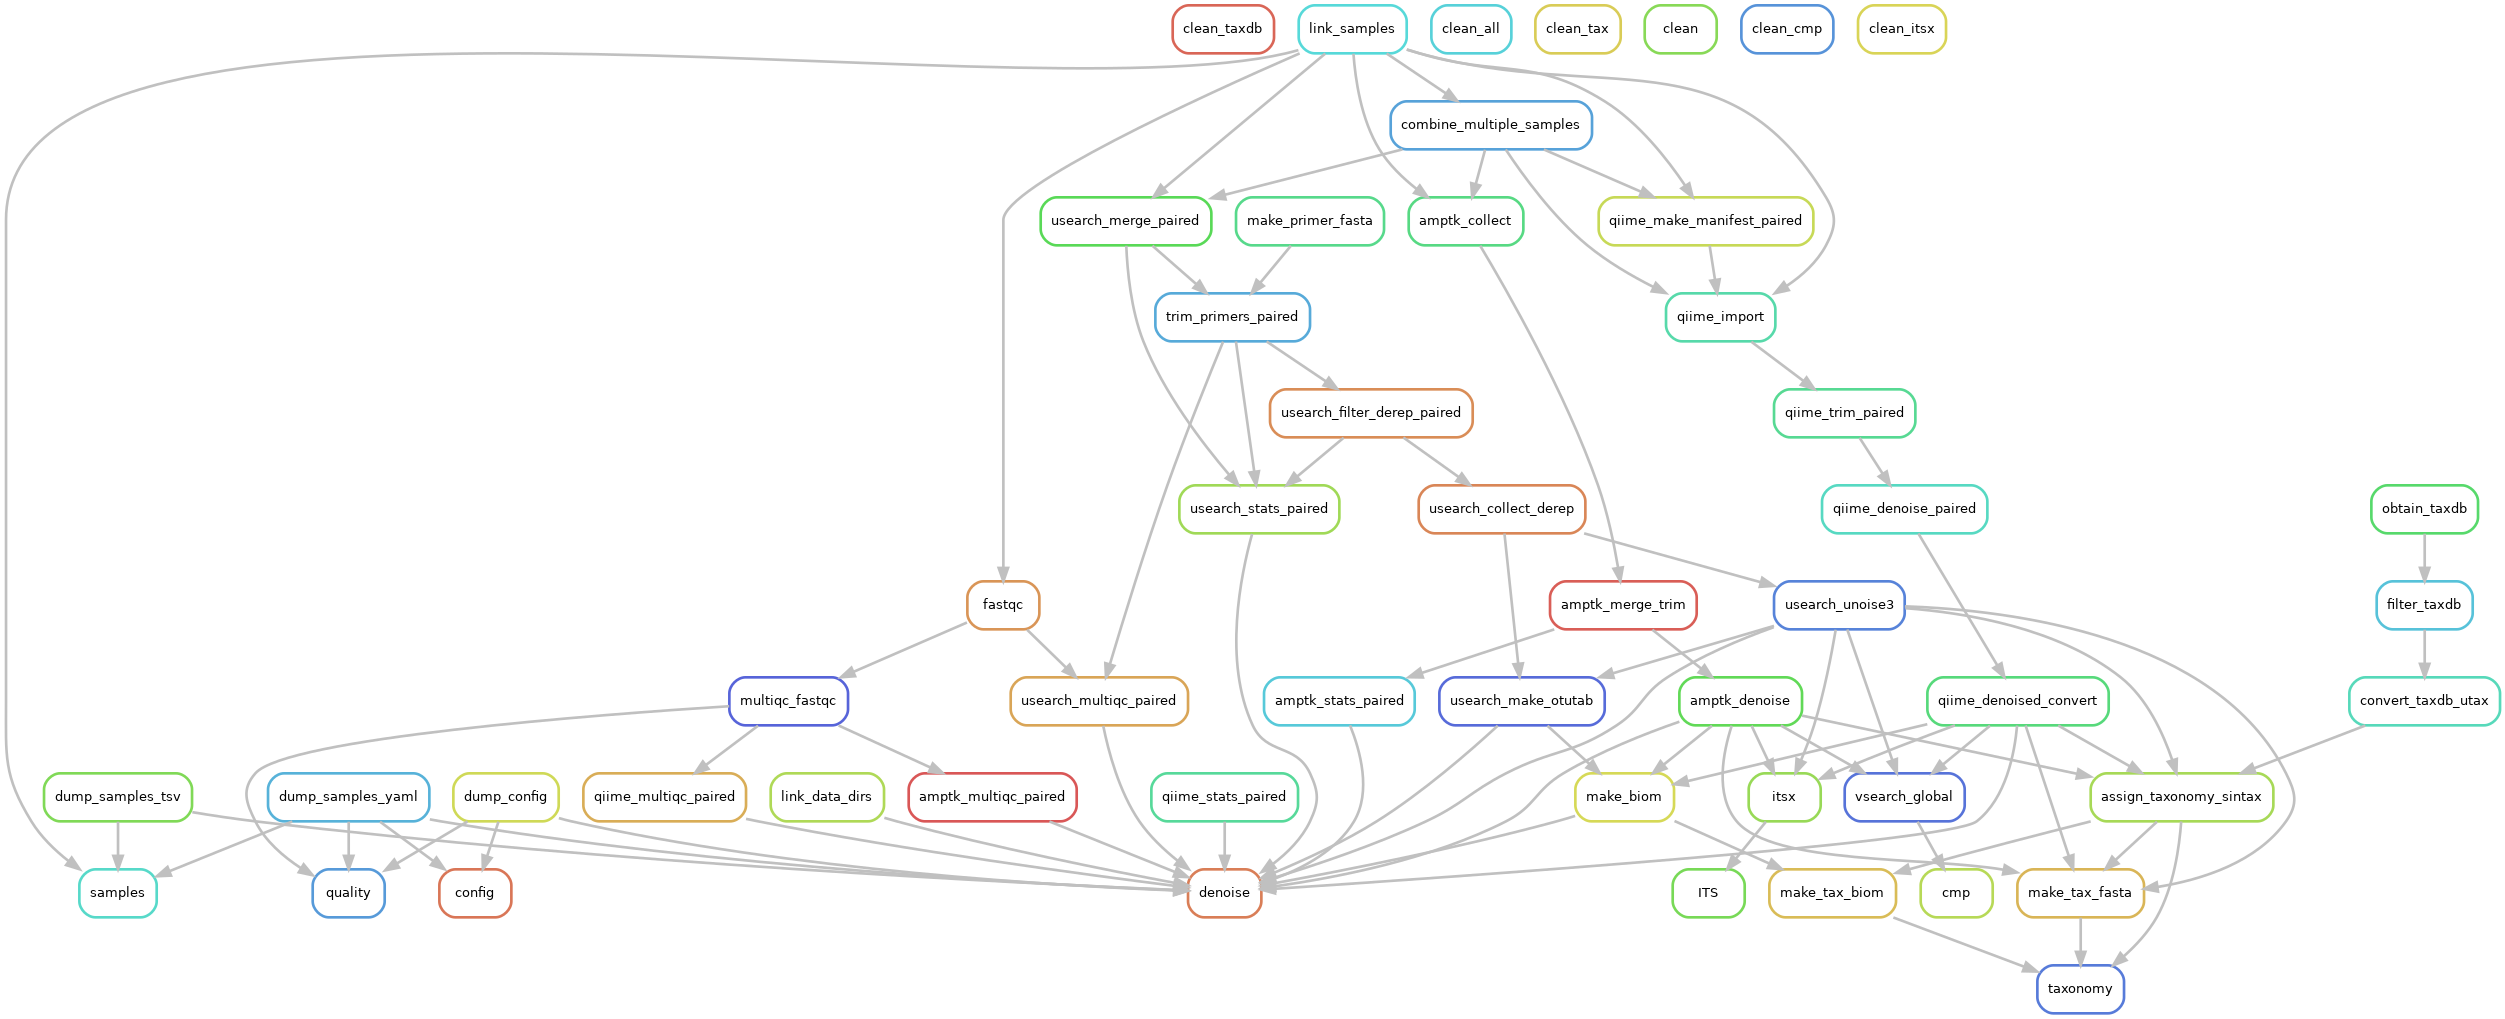 clean_taxdb
link_samples
clean_all
clean_tax
clean
clean_cmp
clean_itsx
combine_multiple_samples
usearch_merge_paired
make_primer_fasta
amptk_collect
qiime_make_manifest_paired
trim_primers_paired
qiime_import
usearch_filter_derep_paired
qiime_trim_paired
usearch_stats_paired
usearch_collect_derep
qiime_denoise_paired
obtain_taxdb
fastqc
amptk_merge_trim
usearch_unoise3
filter_taxdb
multiqc_fastqc
usearch_multiqc_paired
amptk_stats_paired
usearch_make_otutab
amptk_denoise
qiime_denoised_convert
convert_taxdb_utax
dump_samples_tsv
dump_samples_yaml
dump_config
qiime_multiqc_paired
link_data_dirs
amptk_multiqc_paired
qiime_stats_paired
make_biom
itsx
vsearch_global
assign_taxonomy_sintax
samples
quality
config
denoise
ITS
make_tax_biom
cmp
make_tax_fasta
taxonomy